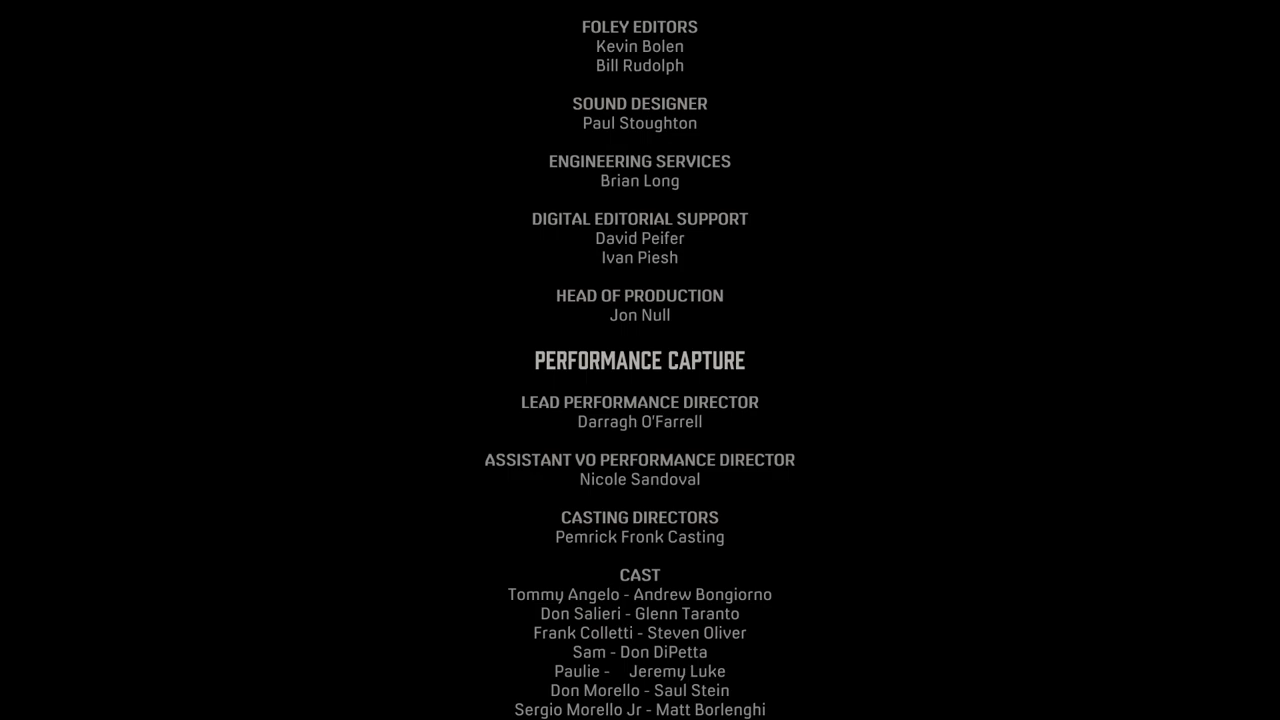 FOLEY EDITORS
Kevin Bolen
Bill Rudolph
SOUND DESIGNER
Paul Stoughton
ENGINEERING SERVICES
Brian Long
DIGITAL EDITORIAL SUPPORT
David Peifer
Ivan Piesh
HEAD OF PRODUCTION
Jon Null
PERFORMANCE CAPTURE
LEAD PERFORMANCE DIRECTOR
Darragh O'Farrell
ASSISTANT VO PERFORMANCE DIRECTOR
Nicole Sandoval
CASTING DIRECTORS
Pemrick Fronk Casting
CAST
Tommy Angelo - Andrew Bongiorno
Don Salieri - Glenn Taranto
Frank Colletti - Steven Oliver
Sam - Don DiPetta
Paulie - Jeremy Luke
Don Morello - Saul Stein
Sergio Morello Jr - Matt Borlenghi